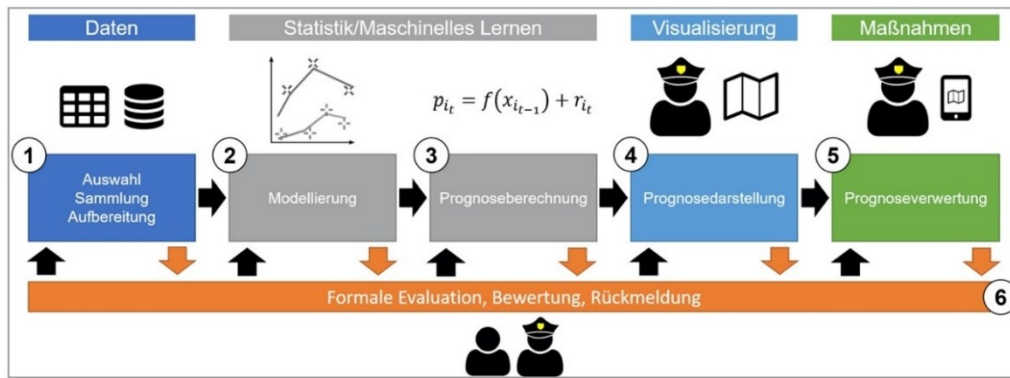 Daten
Statistik/Maschinelles Lernen
Visualisierung
Maßnahmen
p_{i_t} = f(x_{i_{t-1}}) + r_{i_t}
1
Auswahl
Sammlung
Aufbereitung
2
Modellierung
3
Prognoseberechnung
4
Prognosedarstellung
5
Prognoseverwertung
Formale Evaluation, Bewertung, Rückmeldung
6